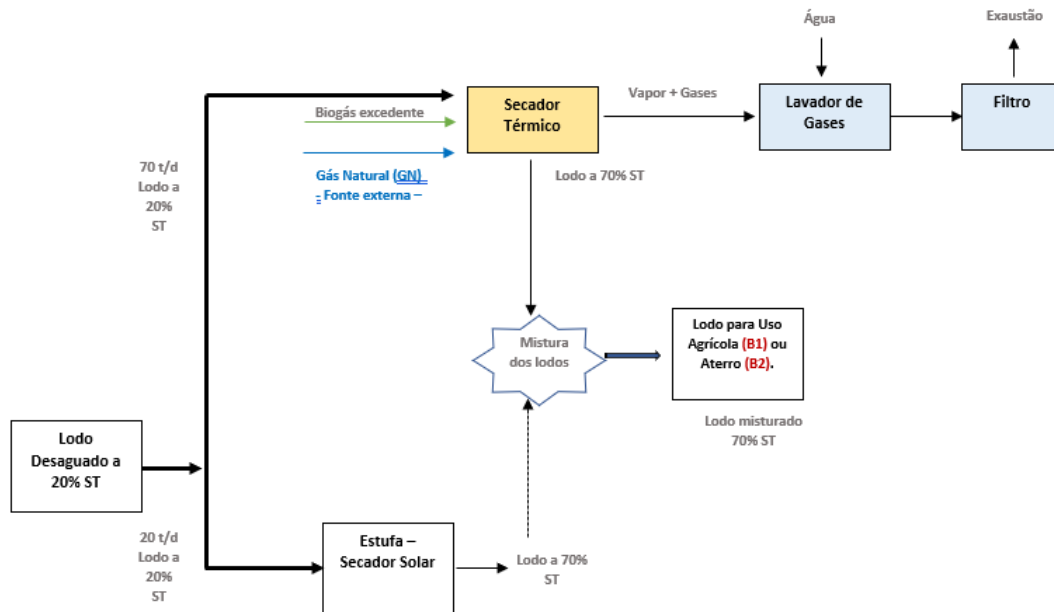 Água
Exaustão
Biogás excedente
Secador
Térmico
Vapor + Gases
Lavador de
Gases
Filtro
70 t/d
Lodo a
20%
ST
Gás Natural (GN)
- Fonte externa –
Lodo a 70% ST
Mistura
dos lodos
Lodo para Uso
Agrícola (B1) ou
Aterro (B2).
Lodo misturado
70% ST
Lodo
Desaguado a
20% ST
20 t/d
Lodo a
20%
ST
Estufa –
Secador Solar
Lodo a 70%
ST